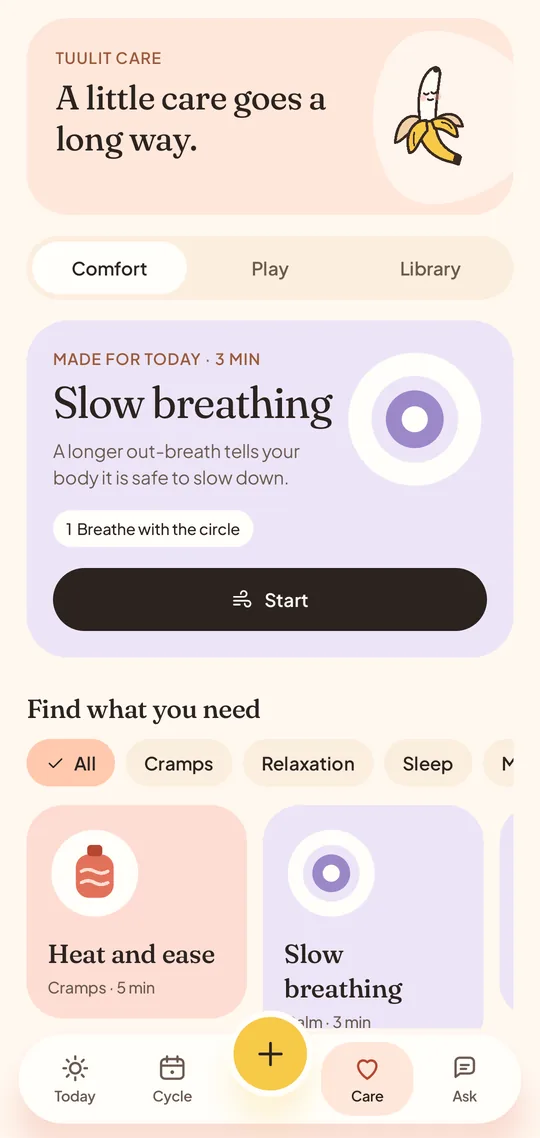 TUULIT CARE
A little care goes a
long way.
Comfort
Play
Library
MADE FOR TODAY · 3 MIN
Slow breathing
A longer out-breath tells your
body it is safe to slow down.
1 Breathe with the circle
Start
Find what you need
All
Cramps
Relaxation
Sleep
Heat and ease
Cramps · 5 min
Slow
breathing
· 3 min
Today
Cycle
Care
Ask